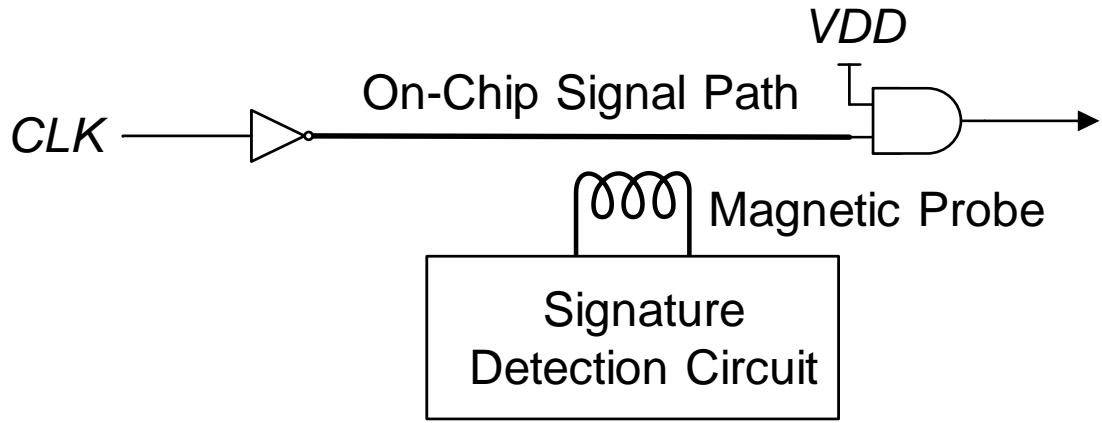 VDD
On-Chip Signal Path
CLK
Magnetic Probe
Signature
Detection Circuit